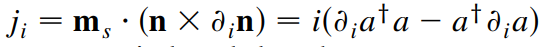 j_i = m_s · (n × ∂_i n) = i(∂_i a†a − a†∂_i a)